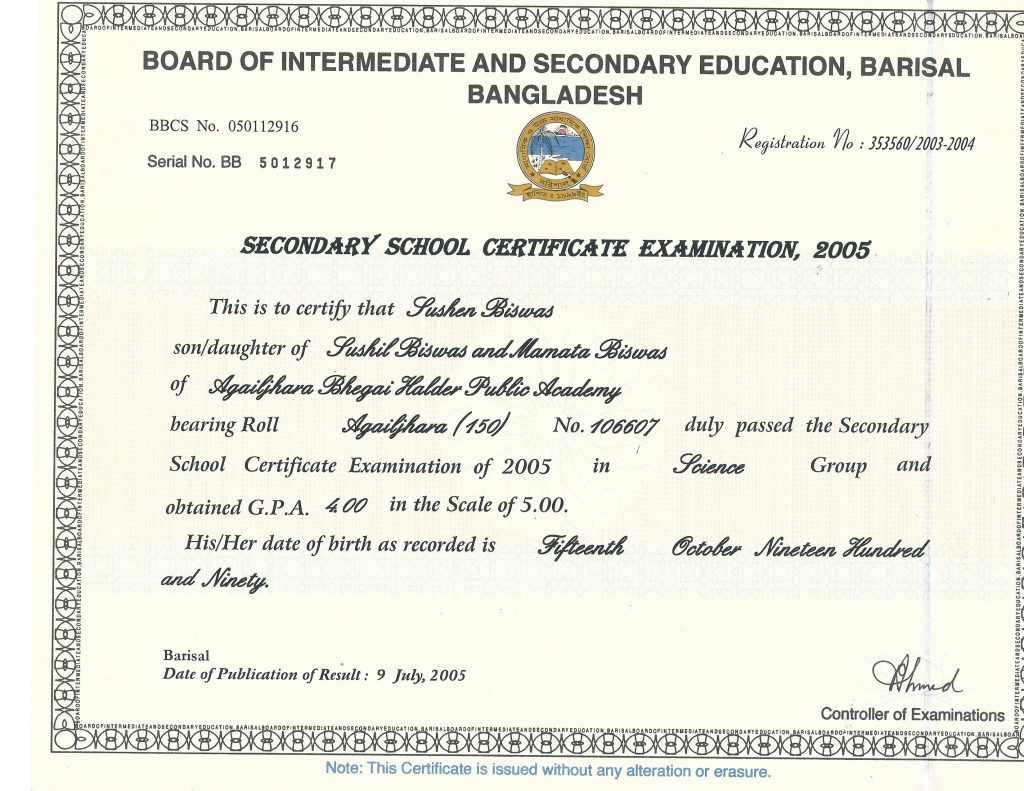 BOARD OF INTERMEDIATE AND SECONDARY EDUCATION, BARISAL
BANGLADESH
BBCS No. 050112916
Registration No : 353560/2003-2004
Serial No. BB 5012917
SECONDARY SCHOOL CERTIFICATE EXAMINATION, 2005
This is to certify that Sushen Biswas
son/daughter of Sushil Biswas and Mamata Biswas
of Agailjhara Bhegai Halder Public Academy
bearing Roll Agailjhara (150) No. 106607 duly passed the Secondary
School Certificate Examination of 2005 in Science Group and
obtained G.P.A. 4.00 in the Scale of 5.00.
His/Her date of birth as recorded is Fifteenth October Nineteen Hundred
and Ninety.
Barisal
Date of Publication of Result : 9 July, 2005
Ahmed
Controller of Examinations
Note: This Certificate is issued without any alteration or erasure.